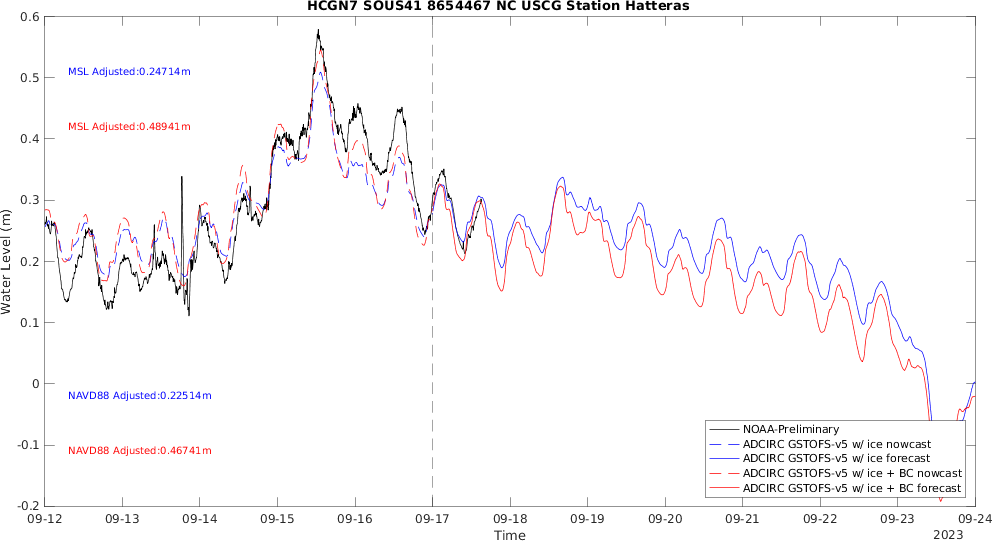 HCGN7 SOUS41 8654467 NC USCG Station Hatteras
0.6
0.5
0.4
0.3
0.2
0.1
0
-0.1
-0.2
Water Level (m)
MSL Adjusted:0.24714m
MSL Adjusted:0.48941m
NAVD88 Adjusted:0.22514m
NAVD88 Adjusted:0.46741m
NOAA-Preliminary
ADCIRC GSTOFS-v5 w/ ice nowcast
ADCIRC GSTOFS-v5 w/ ice forecast
ADCIRC GSTOFS-v5 w/ ice + BC nowcast
ADCIRC GSTOFS-v5 w/ ice + BC forecast
09-12 09-13 09-14 09-15 09-16 09-17 09-18 09-19 09-20 09-21 09-22 09-23 09-24
Time
2023